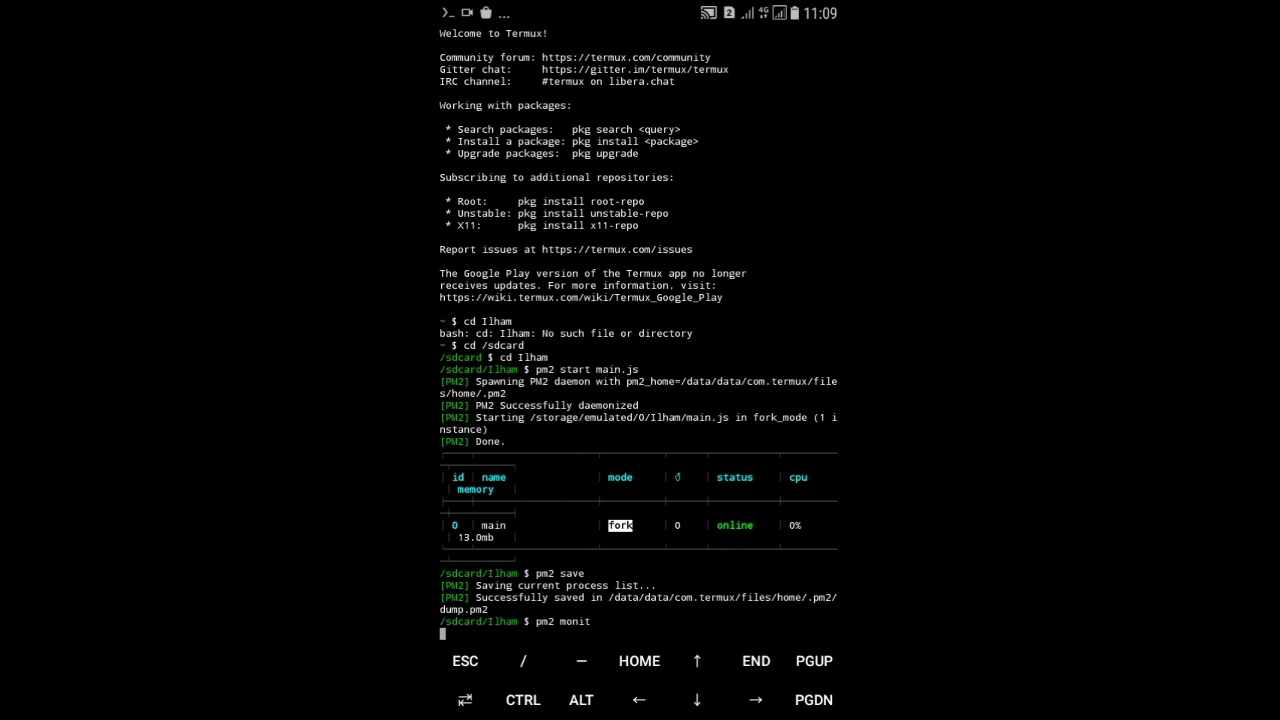 ... 2 4G 11:09
Welcome to Termux!
Community forum: https://termux.com/community
Gitter chat: https://gitter.im/termux/termux
IRC channel: #termux on libera.chat
Working with packages:
* Search packages: pkg search <query>
* Install a package: pkg install <package>
* Upgrade packages: pkg upgrade
Subscribing to additional repositories:
* Root: pkg install root-repo
* Unstable: pkg install unstable-repo
* X11: pkg install x11-repo
Report issues at https://termux.com/issues
The Google Play version of the Termux app no longer
receives updates. For more information, visit:
https://wiki.termux.com/wiki/Termux_Google_Play
~ $ cd Ilham
bash: cd: Ilham: No such file or directory
~ $ cd /sdcard
/sdcard $ cd Ilham
/sdcard/Ilham $ pm2 start main.js
[PM2] Spawning PM2 daemon with pm2_home=/data/data/com.termux/file
s/home/.pm2
[PM2] PM2 Successfully daemonized
[PM2] Starting /storage/emulated/0/Ilham/main.js in fork_mode (1 i
nstance)
[PM2] Done.
id name mode ↺ status cpu
memory
0 main fork 0 online 0%
13.0mb
/sdcard/Ilham $ pm2 save
[PM2] Saving current process list...
[PM2] Successfully saved in /data/data/com.termux/files/home/.pm2/
dump.pm2
/sdcard/Ilham $ pm2 monit
ESC / — HOME ↑ END PGUP
CTRL ALT ← ↓ → PGDN